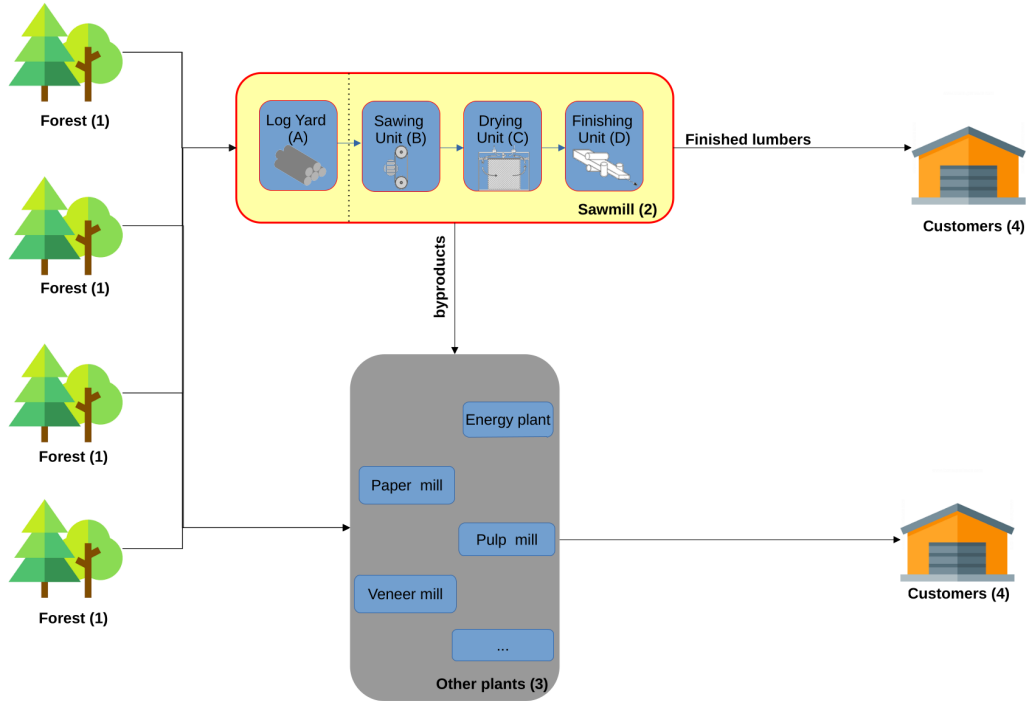 Forest (1)
Log Yard
(A)
Sawing
Unit (B)
Drying
Unit (C)
Finishing
Unit (D)
Sawmill (2)
Finished lumbers
Customers (4)
Forest (1)
byproducts
Forest (1)
Energy plant
Paper mill
Pulp mill
Veneer mill
...
Other plants (3)
Customers (4)
Forest (1)